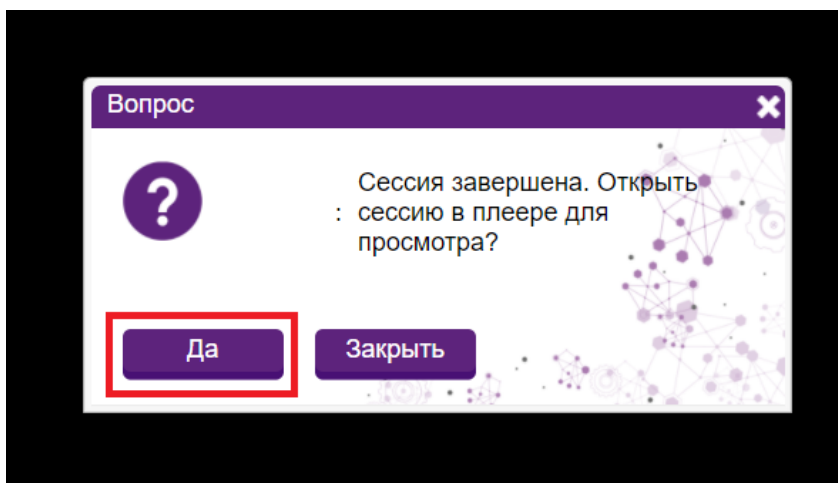 Вопрос
?
Сессия завершена. Открыть
: сессию в плеере для
просмотра?
Да
Закрыть